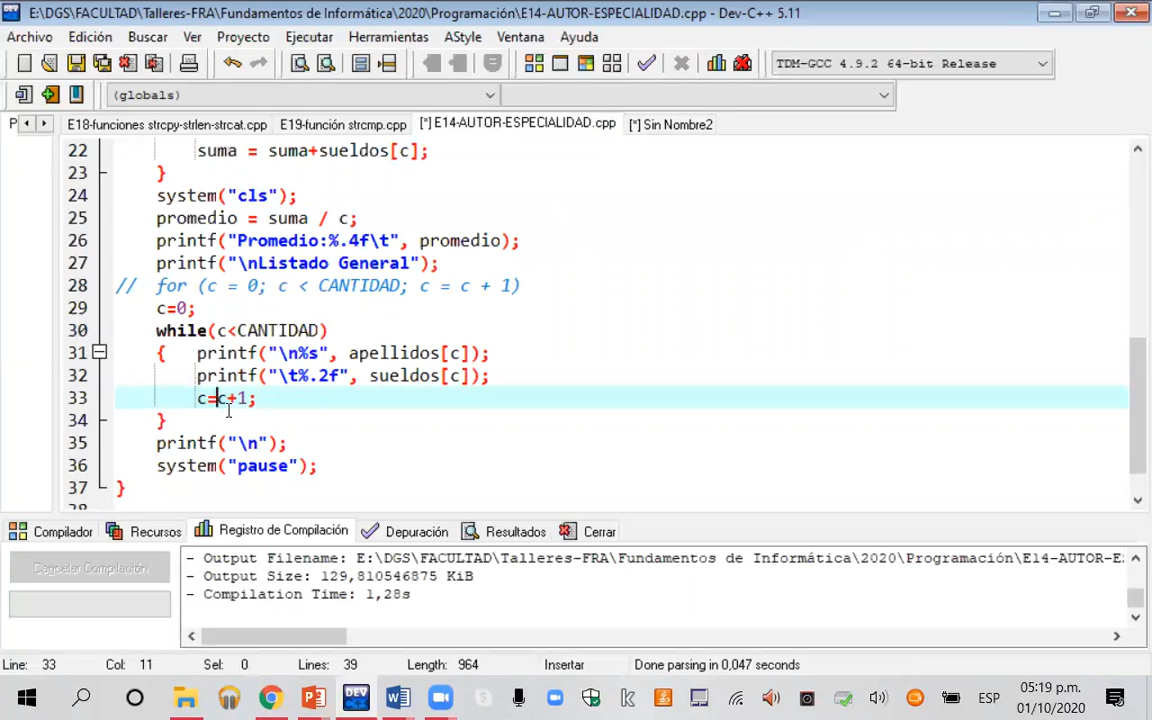 E:\DGS\FACULTAD\Talleres-FRA\Fundamentos de Informática\2020\Programación\E14-AUTOR-ESPECIALIDAD.cpp - Dev-C++ 5.11
Archivo Edición Buscar Ver Proyecto Ejecutar Herramientas AStyle Ventana Ayuda
TDM-GCC 4.9.2 64-bit Release
(globals)
P E18-funciones strcpy-strlen-strcat.cpp E19-función strcmp.cpp [*] E14-AUTOR-ESPECIALIDAD.cpp [*] Sin Nombre2
22 suma = suma+sueldos[c];
23 }
24 system("cls");
25 promedio = suma / c;
26 printf("Promedio:%.4f\t", promedio);
27 printf("\nListado General");
28 // for (c = 0; c < CANTIDAD; c = c + 1)
29 c=0;
30 while(c<CANTIDAD)
31 { printf("\n%s", apellidos[c]);
32 printf("\t%.2f", sueldos[c]);
33 c=c+1;
34 }
35 printf("\n");
36 system("pause");
37 }
38
Compilador Recursos Registro de Compilación Depuración Resultados Cerrar
Cancelar Compilación
- Output Filename: E:\DGS\FACULTAD\Talleres-FRA\Fundamentos de Informática\2020\Programación\E14-AUTOR-E
- Output Size: 129,810546875 KiB
- Compilation Time: 1,28s
Line: 33 Col: 11 Sel: 0 Lines: 39 Length: 964 Insertar Done parsing in 0,047 seconds
DEV
ESP
05:19 p.m.
01/10/2020